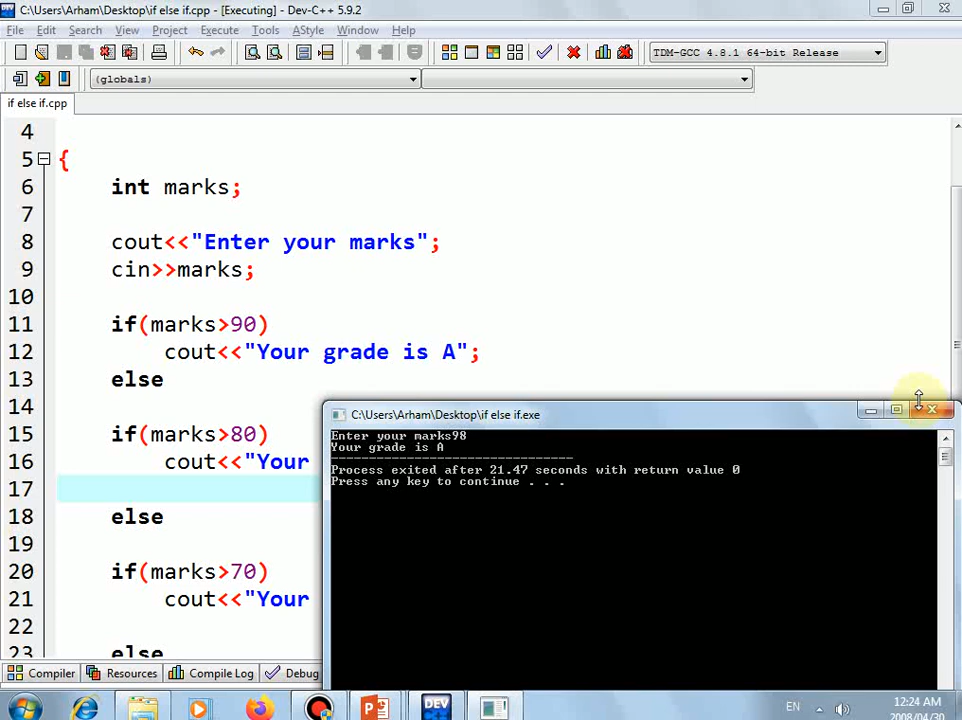 C:\Users\Arham\Desktop\if else if.cpp - [Executing] - Dev-C++ 5.9.2
File Edit Search View Project Execute Tools AStyle Window Help
TDM-GCC 4.8.1 64-bit Release
(globals)
if else if.cpp
4
5 {
6 int marks;
7
8 cout<<"Enter your marks";
9 cin>>marks;
10
11 if(marks>90)
12 cout<<"Your grade is A";
13 else
14
15 if(marks>80)
16 cout<<"Your
17
18 else
19
20 if(marks>70)
21 cout<<"Your
22
23 else
C:\Users\Arham\Desktop\if else if.exe
Enter your marks98
Your grade is A
--------------------------------
Process exited after 21.47 seconds with return value 0
Press any key to continue . . .
Compiler Resources Compile Log Debug
DEV
EN
12:24 AM
2008/04/30